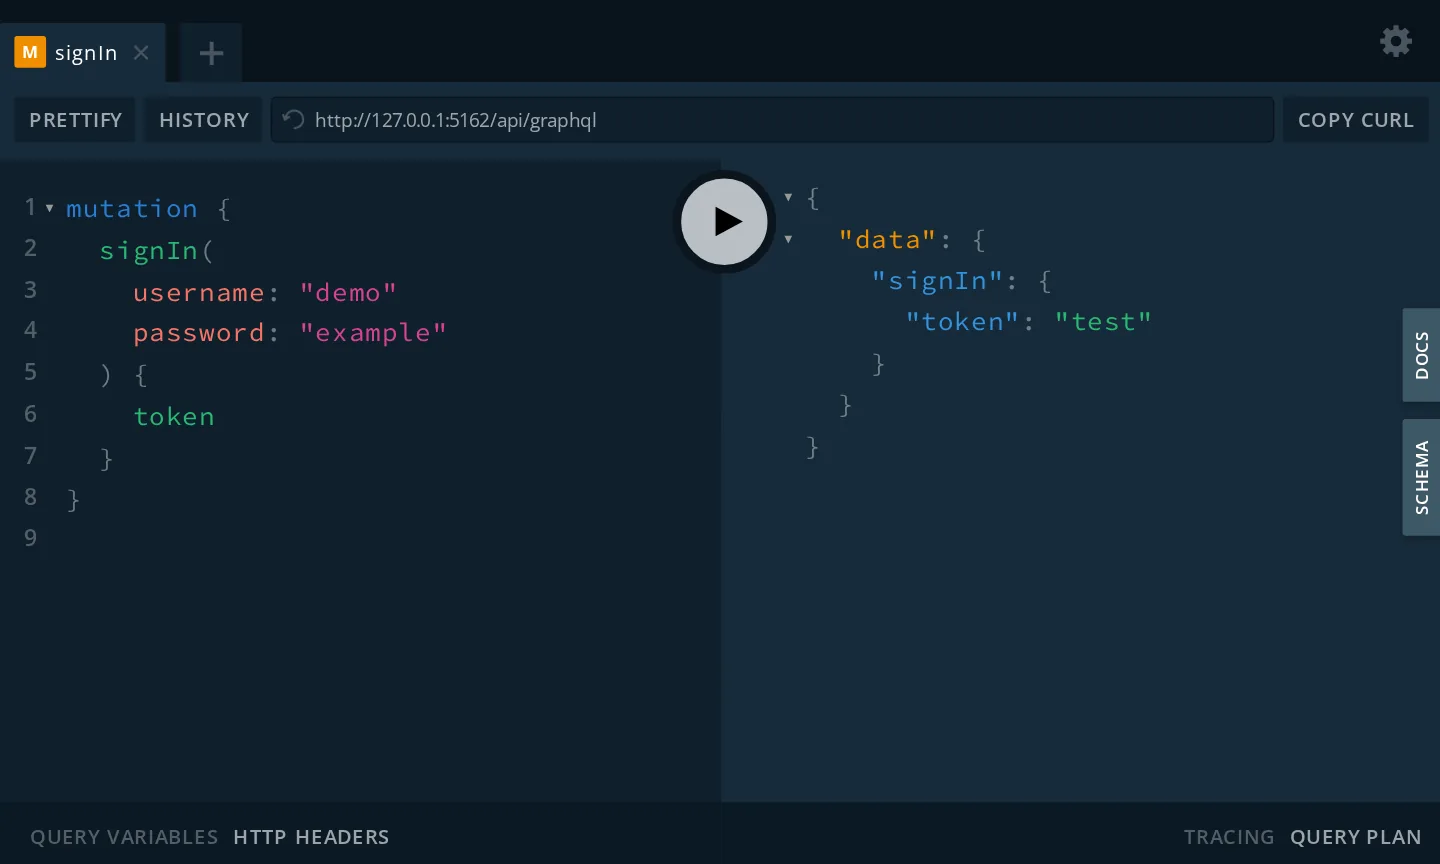 M signIn
PRETTIFY HISTORY http://127.0.0.1:5162/api/graphql COPY CURL
1 mutation {
2 signIn(
3 username: "demo"
4 password: "example"
5 ) {
6 token
7 }
8 }
9
{
"data": {
"signIn": {
"token": "test"
}
}
}
DOCS
SCHEMA
QUERY VARIABLES HTTP HEADERS
TRACING QUERY PLAN